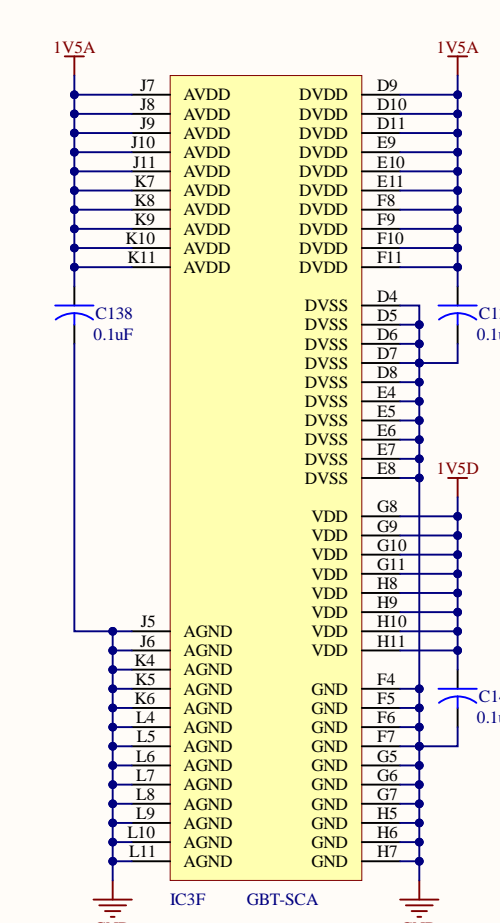 1V5A
1V5A
J7 AVDD DVDD D9
J8 AVDD DVDD D10
J9 AVDD DVDD D11
J10 AVDD DVDD E9
J11 AVDD DVDD E10
K7 AVDD DVDD E11
K8 AVDD DVDD F8
K9 AVDD DVDD F9
K10 AVDD DVDD F10
K11 AVDD DVDD F11
DVSS D4
C138
0.1uF
DVSS D5
DVSS D6
DVSS D7
DVSS D8
DVSS E4
DVSS E5
DVSS E6
DVSS E7
DVSS E8
1V5D
VDD G8
VDD G9
VDD G10
VDD G11
VDD H8
VDD H9
J5 AGND VDD H10
J6 AGND VDD H11
K4 AGND
K5 AGND GND F4
K6 AGND GND F5
L4 AGND GND F6
L5 AGND GND F7
L6 AGND GND G5
L7 AGND GND G6
L8 AGND GND G7
L9 AGND GND H5
L10 AGND GND H6
L11 AGND GND H7
IC3F GBT-SCA